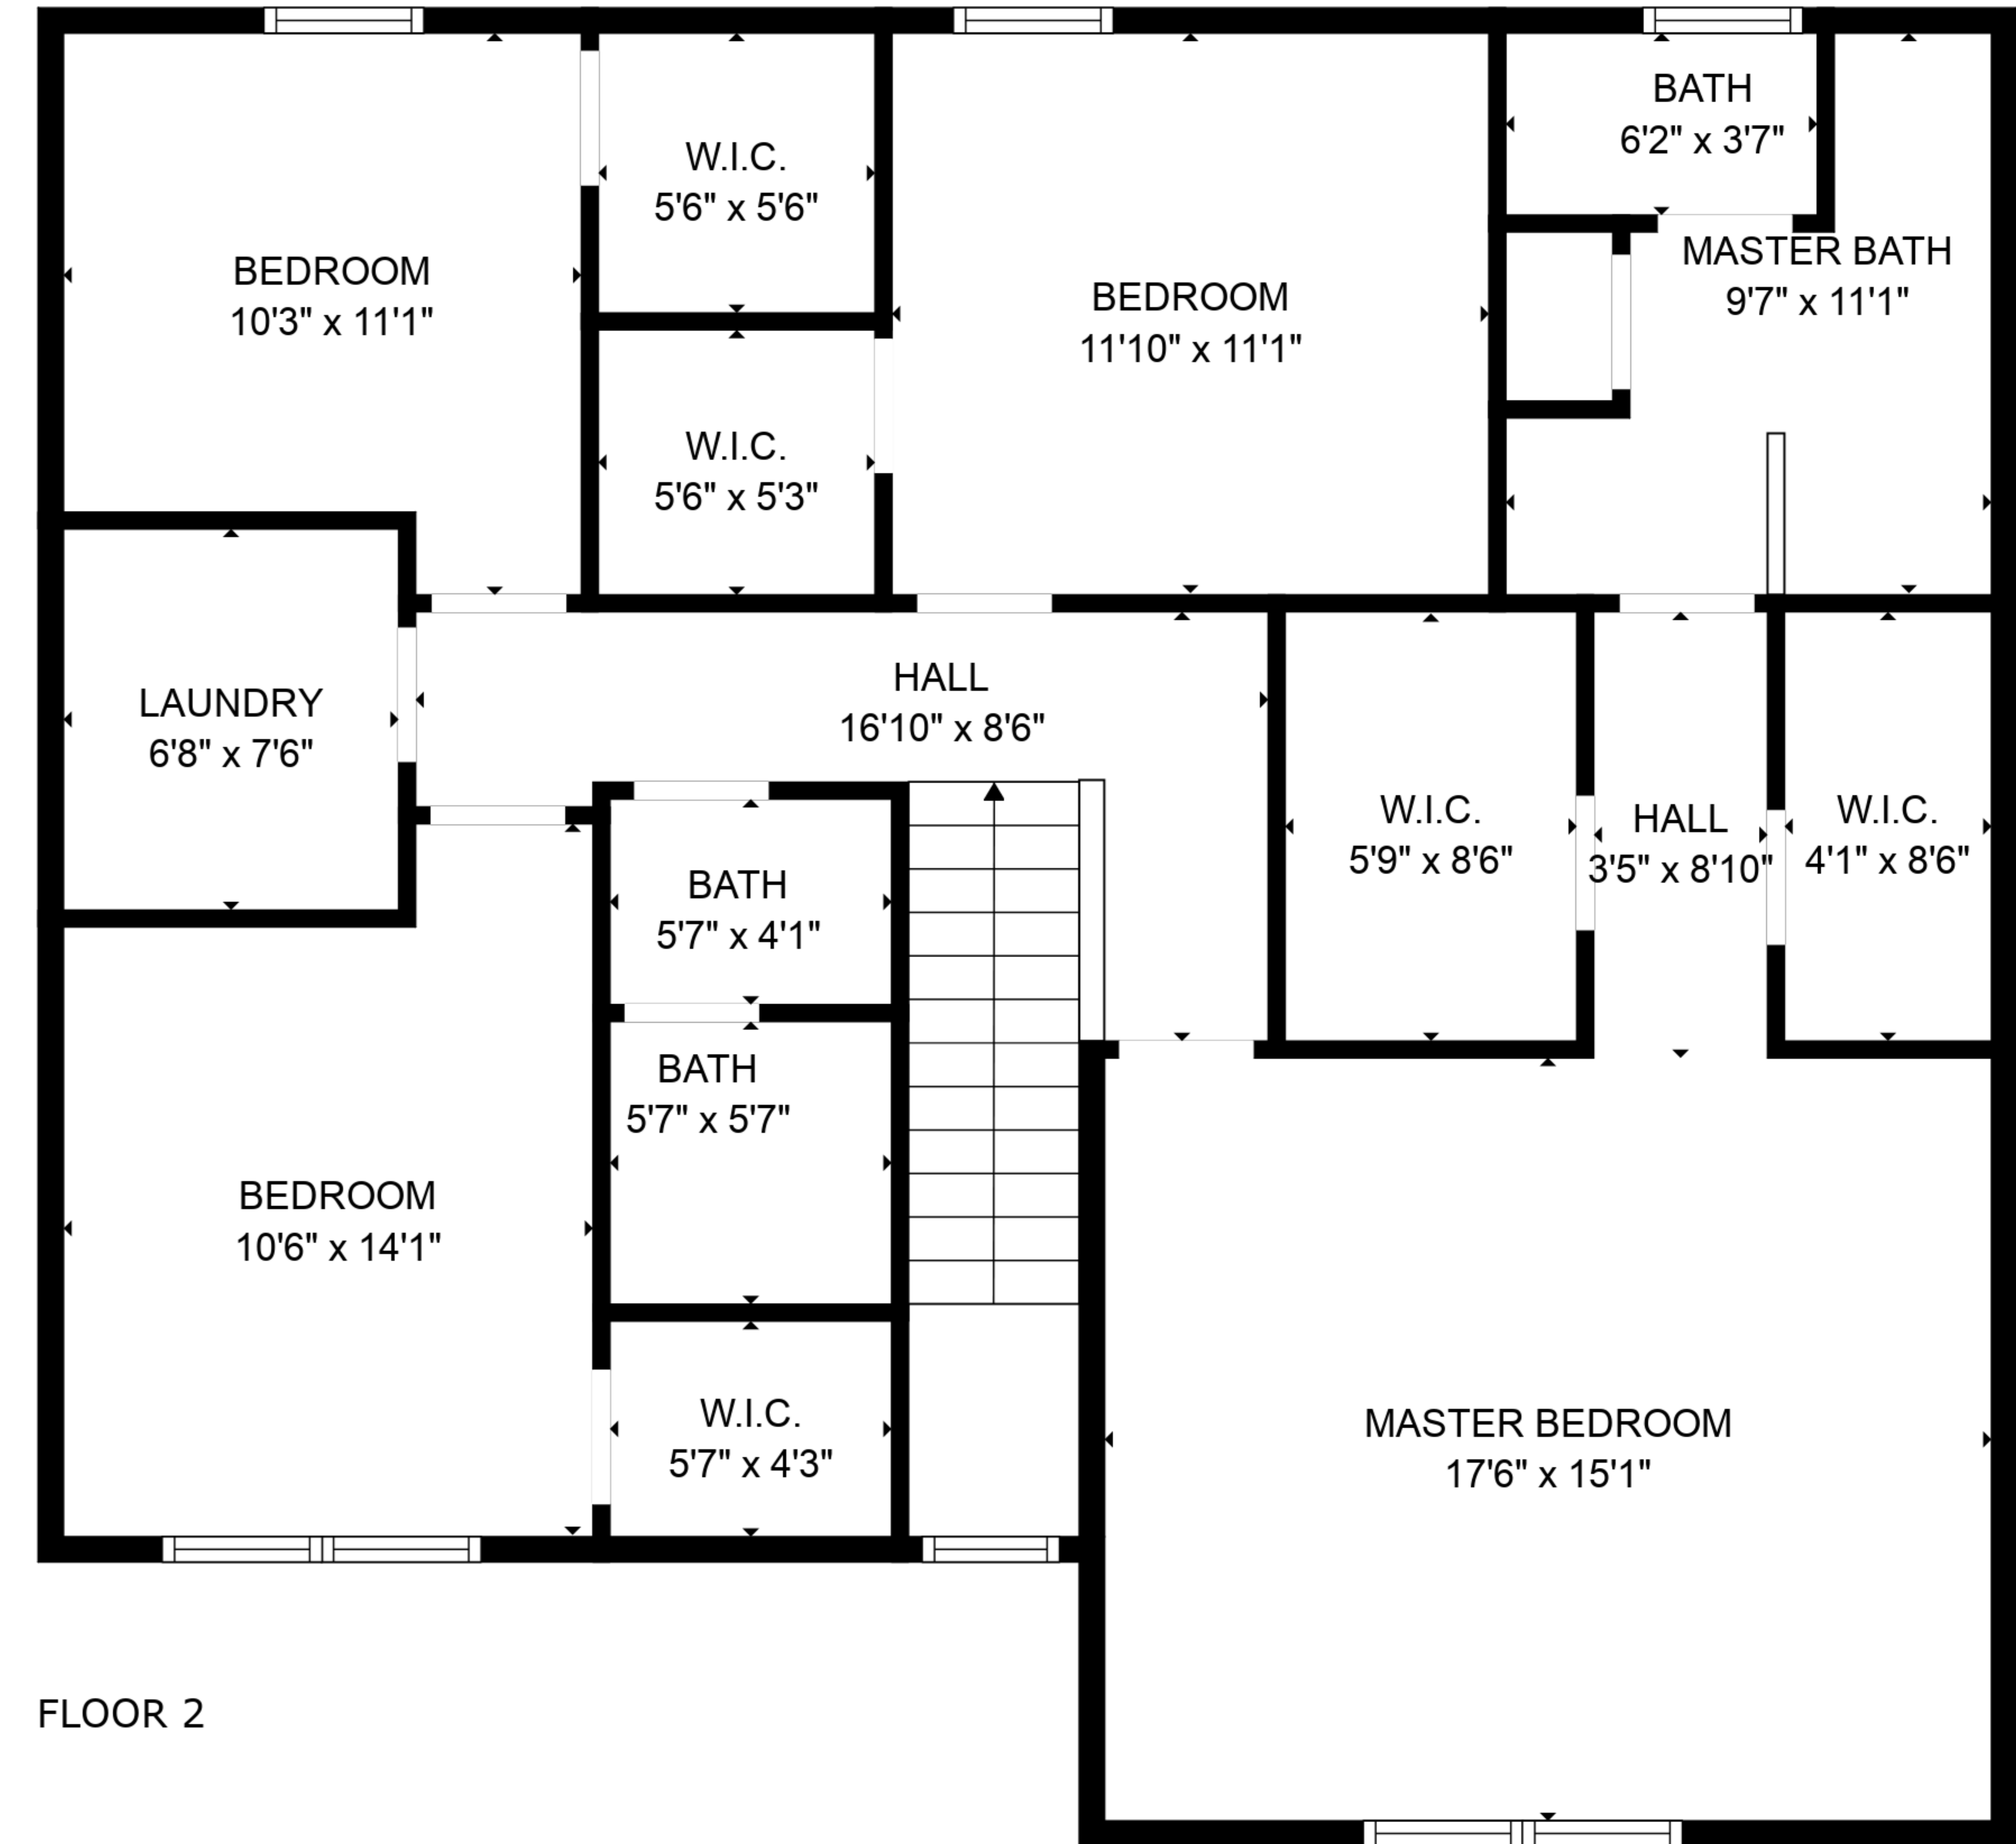 BATH
6'2" x 3'7"
W.I.C.
5'6" x 5'6"
BEDROOM
10'3" x 11'1"
BEDROOM
11'10" x 11'1"
MASTER BATH
9'7" x 11'1"
W.I.C.
5'6" x 5'3"
LAUNDRY
6'8" x 7'6"
HALL
16'10" x 8'6"
W.I.C.
5'9" x 8'6"
HALL
3'5" x 8'10"
W.I.C.
4'1" x 8'6"
BATH
5'7" x 4'1"
BATH
5'7" x 5'7"
BEDROOM
10'6" x 14'1"
W.I.C.
5'7" x 4'3"
MASTER BEDROOM
17'6" x 15'1"
FLOOR 2